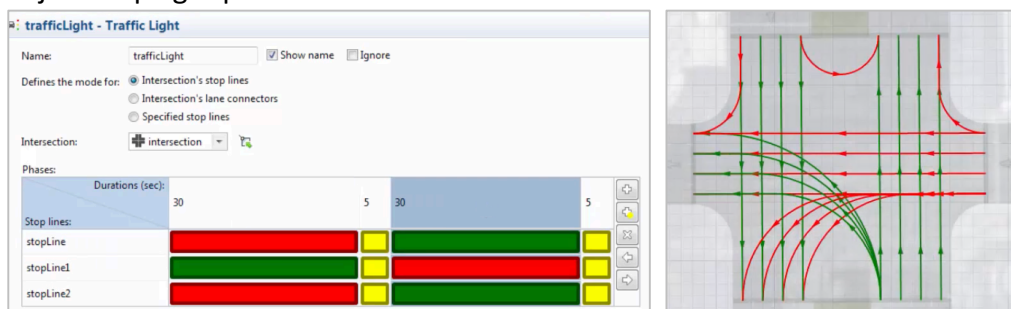 trafficLight - Traffic Light
Name: trafficLight Show name Ignore
Defines the mode for: Intersection's stop lines
Intersection's lane connectors
Specified stop lines
Intersection: intersection
Phases:
Durations (sec): 30 5 30 5
Stop lines:
stopLine
stopLine1
stopLine2